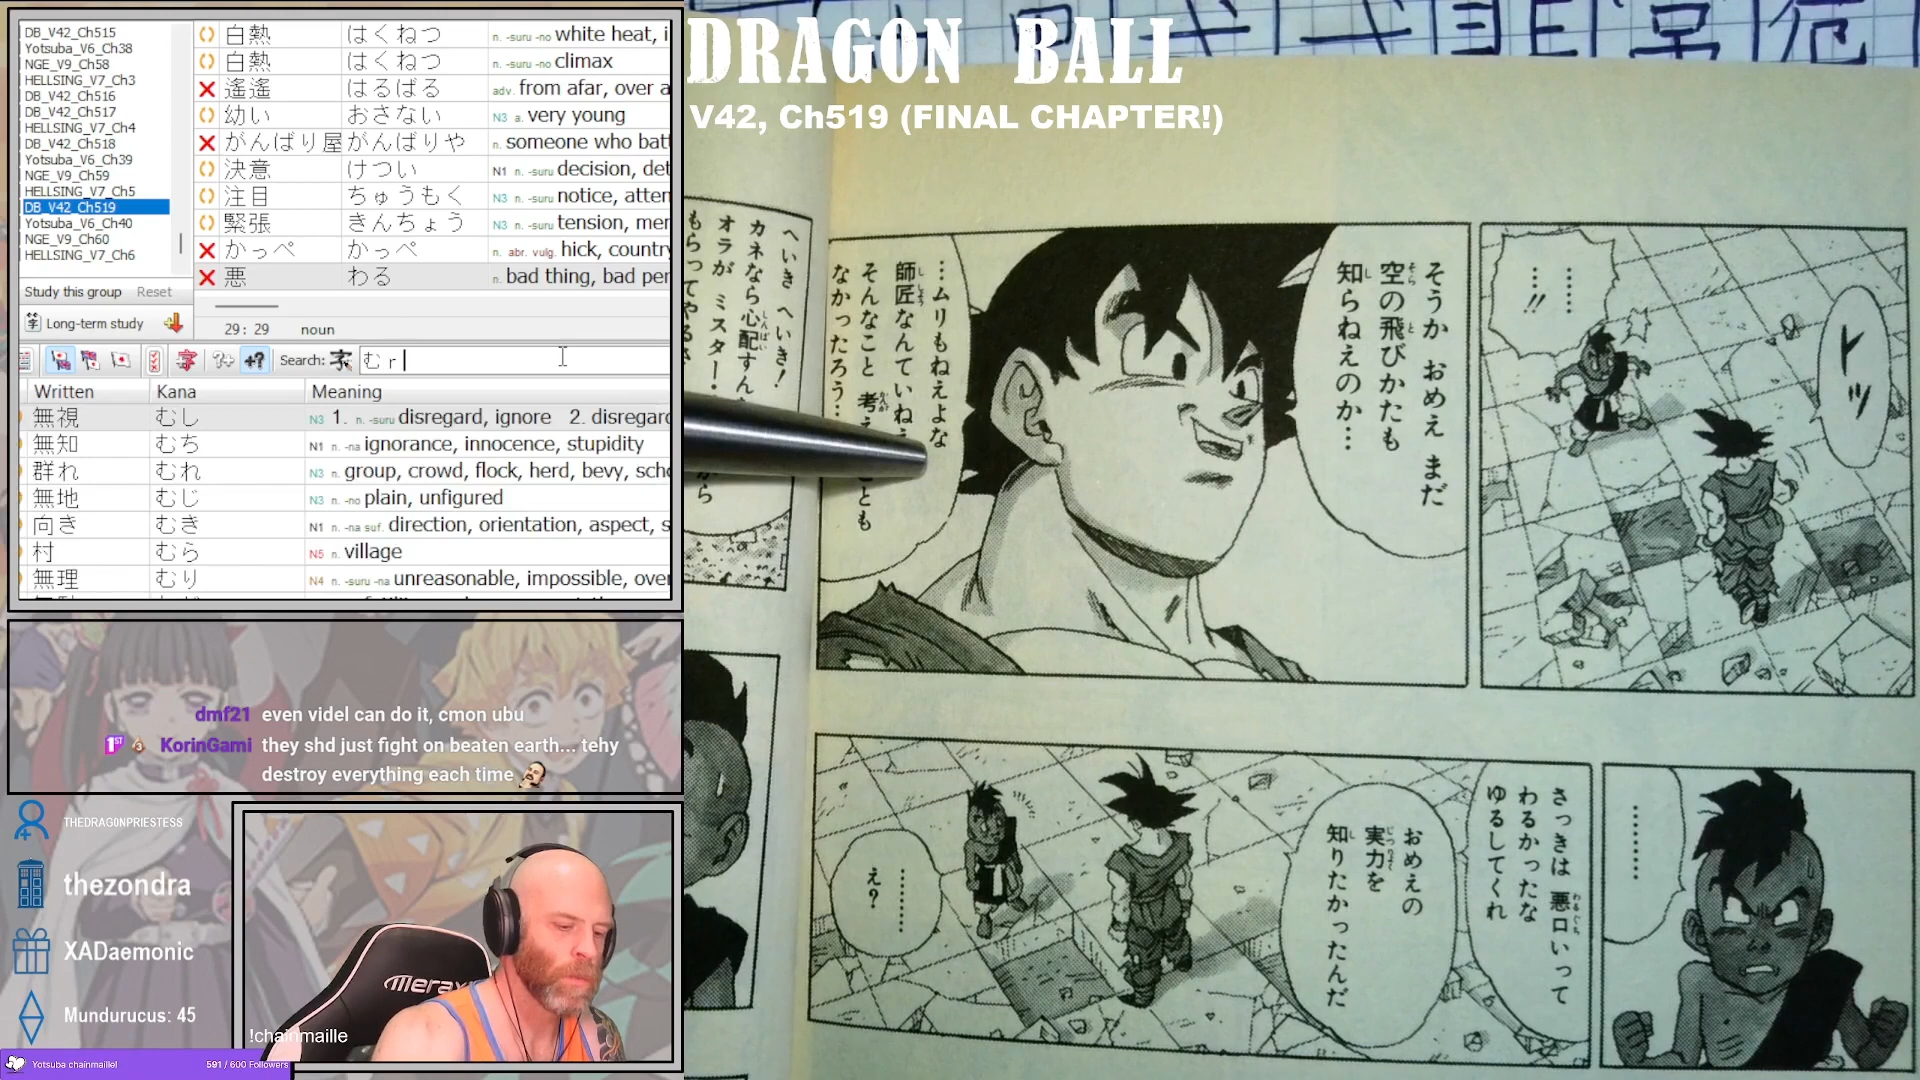 DB_V42_Ch515
Yotsuba_V6_Ch38
NGE_V9_Ch58
HELLSING_V7_Ch3
DB_V42_Ch516
DB_V42_Ch517
HELLSING_V7_Ch4
DB_V42_Ch518
Yotsuba_V6_Ch39
NGE_V9_Ch59
HELLSING_V7_Ch5
DB_V42_Ch519
Yotsuba_V6_Ch40
NGE_V9_Ch60
HELLSING_V7_Ch6
Study this group Reset
Long-term study
白熱 はくねつ n. -suru -no white heat, i
白熱 はくねつ n. -suru -no climax
遙遙 はるばる adv. from afar, over a
幼い おさない N3 a. very young
がんばり屋 がんばりや n. someone who bat
決意 けつい N1 n. -suru decision, det
注目 ちゅうもく N3 n. -suru notice, atten
緊張 きんちょう N3 n. -suru tension, mer
かっぺ かっぺ n. abr. vulg. hick, country
悪 わる n. bad thing, bad per
29: 29 noun
Search: むr
Written Kana Meaning
無視 むし N3 1. n. -suru disregard, ignore 2. disregard
無知 むち N1 n. -na ignorance, innocence, stupidity
群れ むれ N3 n. group, crowd, flock, herd, bevy, scho
無地 むじ N3 n. -no plain, unfigured
向き むき N1 n. -na suf. direction, orientation, aspect, s
村 むら N5 n. village
無理 むり N4 n. -suru -na unreasonable, impossible, over
dmf21 even videl can do it, cmon ubu
KorinGami they shd just fight on beaten earth... tehy
destroy everything each time
THEDRAG0NPRIESTESS
thezondra
XADaemonic
Mundurucus: 45
!chainmaille
Yotsuba chainmaille!
591 / 600 Followers
merax
DRAGON BALL
V42, Ch519 (FINAL CHAPTER!)
………
……!!
トッ
そうか おめえ まだ
空の飛びかたも
知らねえのか…
…ムリもねえよな
師匠なんていねえ
そんなこと 考え
なかったろう…
へいき へいき!
カネなら心配すん
オラが ミスター・
もらってやるさ
………
さっきは 悪口いって
わるかったな
ゆるしてくれ
おめえの
実力を
知りたかったんだ
………
え?